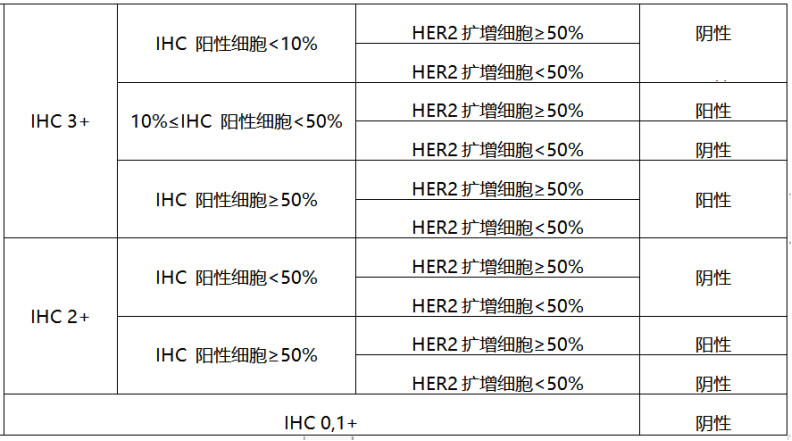 IHC 3+
IHC 阳性细胞<10%
HER2 扩增细胞≥50%
阴性
HER2 扩增细胞<50%
10%≤IHC 阳性细胞<50%
HER2 扩增细胞≥50%
阳性
HER2 扩增细胞<50%
阴性
IHC 阳性细胞≥50%
HER2 扩增细胞≥50%
阳性
HER2 扩增细胞<50%
IHC 2+
IHC 阳性细胞<50%
HER2 扩增细胞≥50%
阴性
HER2 扩增细胞<50%
IHC 阳性细胞≥50%
HER2 扩增细胞≥50%
阳性
HER2 扩增细胞<50%
阴性
IHC 0,1+
阴性